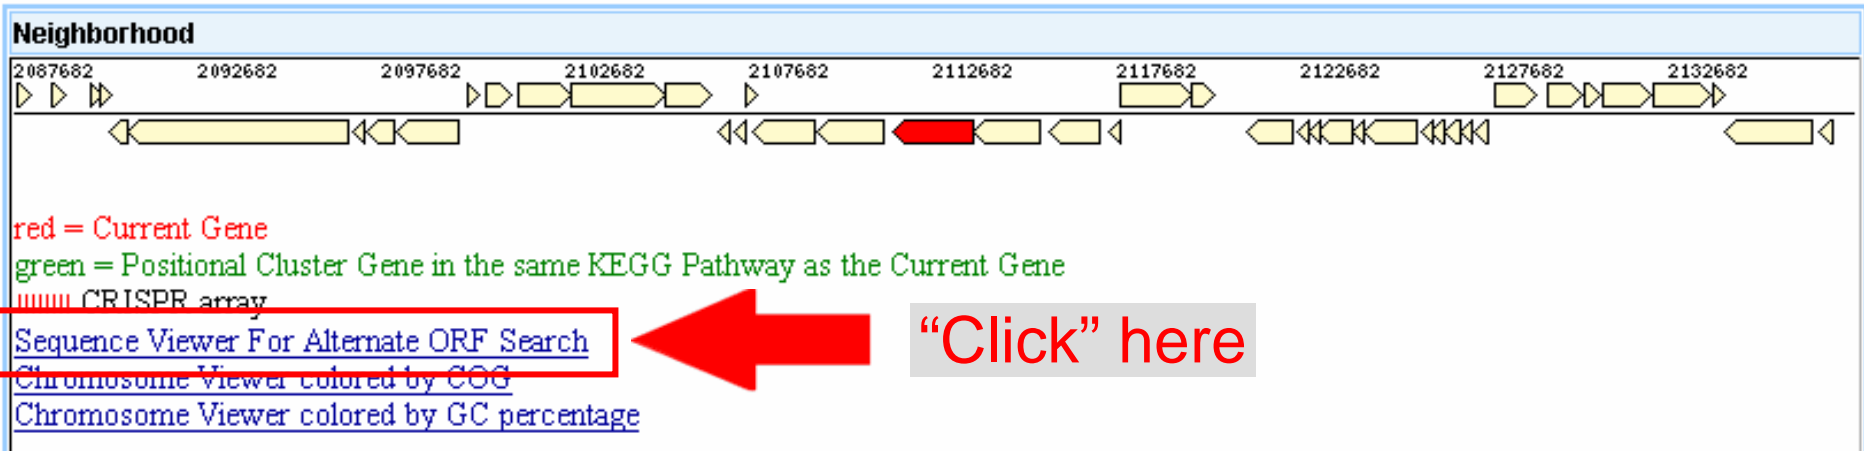 Neighborhood
2087682 2092682 2097682 2102682 2107682 2112682 2117682 2122682 2127682 2132682
red = Current Gene
green = Positional Cluster Gene in the same KEGG Pathway as the Current Gene
CRISPR array
Sequence Viewer For Alternate ORF Search
“Click” here
Chromosome Viewer colored by COG
Chromosome Viewer colored by GC percentage